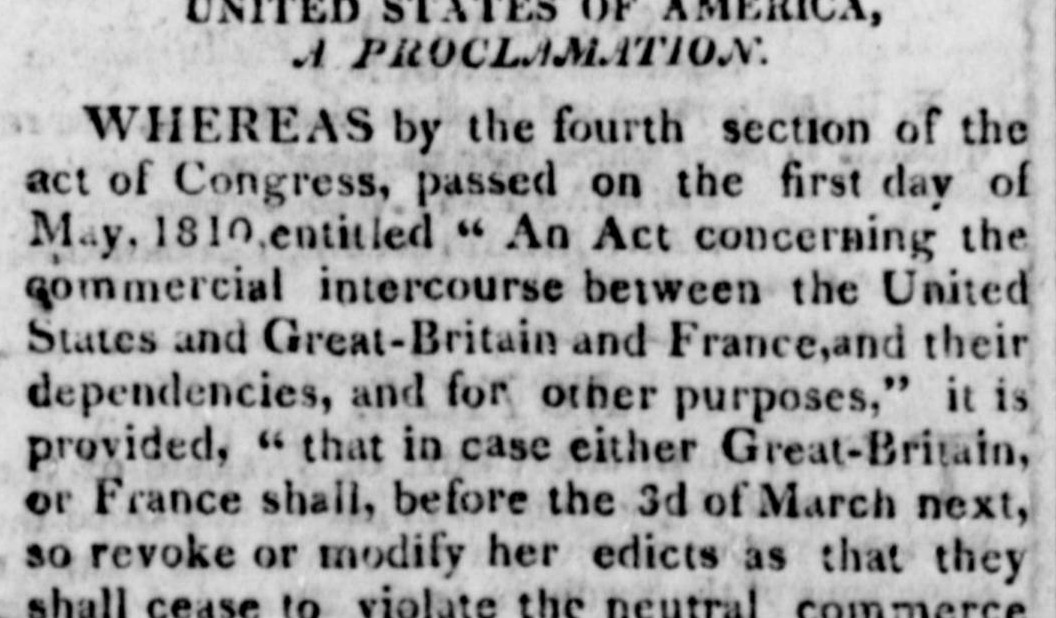 UNITED STATES OF AMERICA,
A PROCLAMATION.
WHEREAS by the fourth section of the
act of Congress, passed on the first day of
May, 1810, entitled " An Act concerning the
commercial intercourse between the United
States and Great-Britain and France,and their
dependencies, and for other purposes," it is
provided, " that in case either Great-Britain,
or France shall, before the 3d of March next,
so revoke or modify her edicts as that they
shall cease to violate the neutral commerce